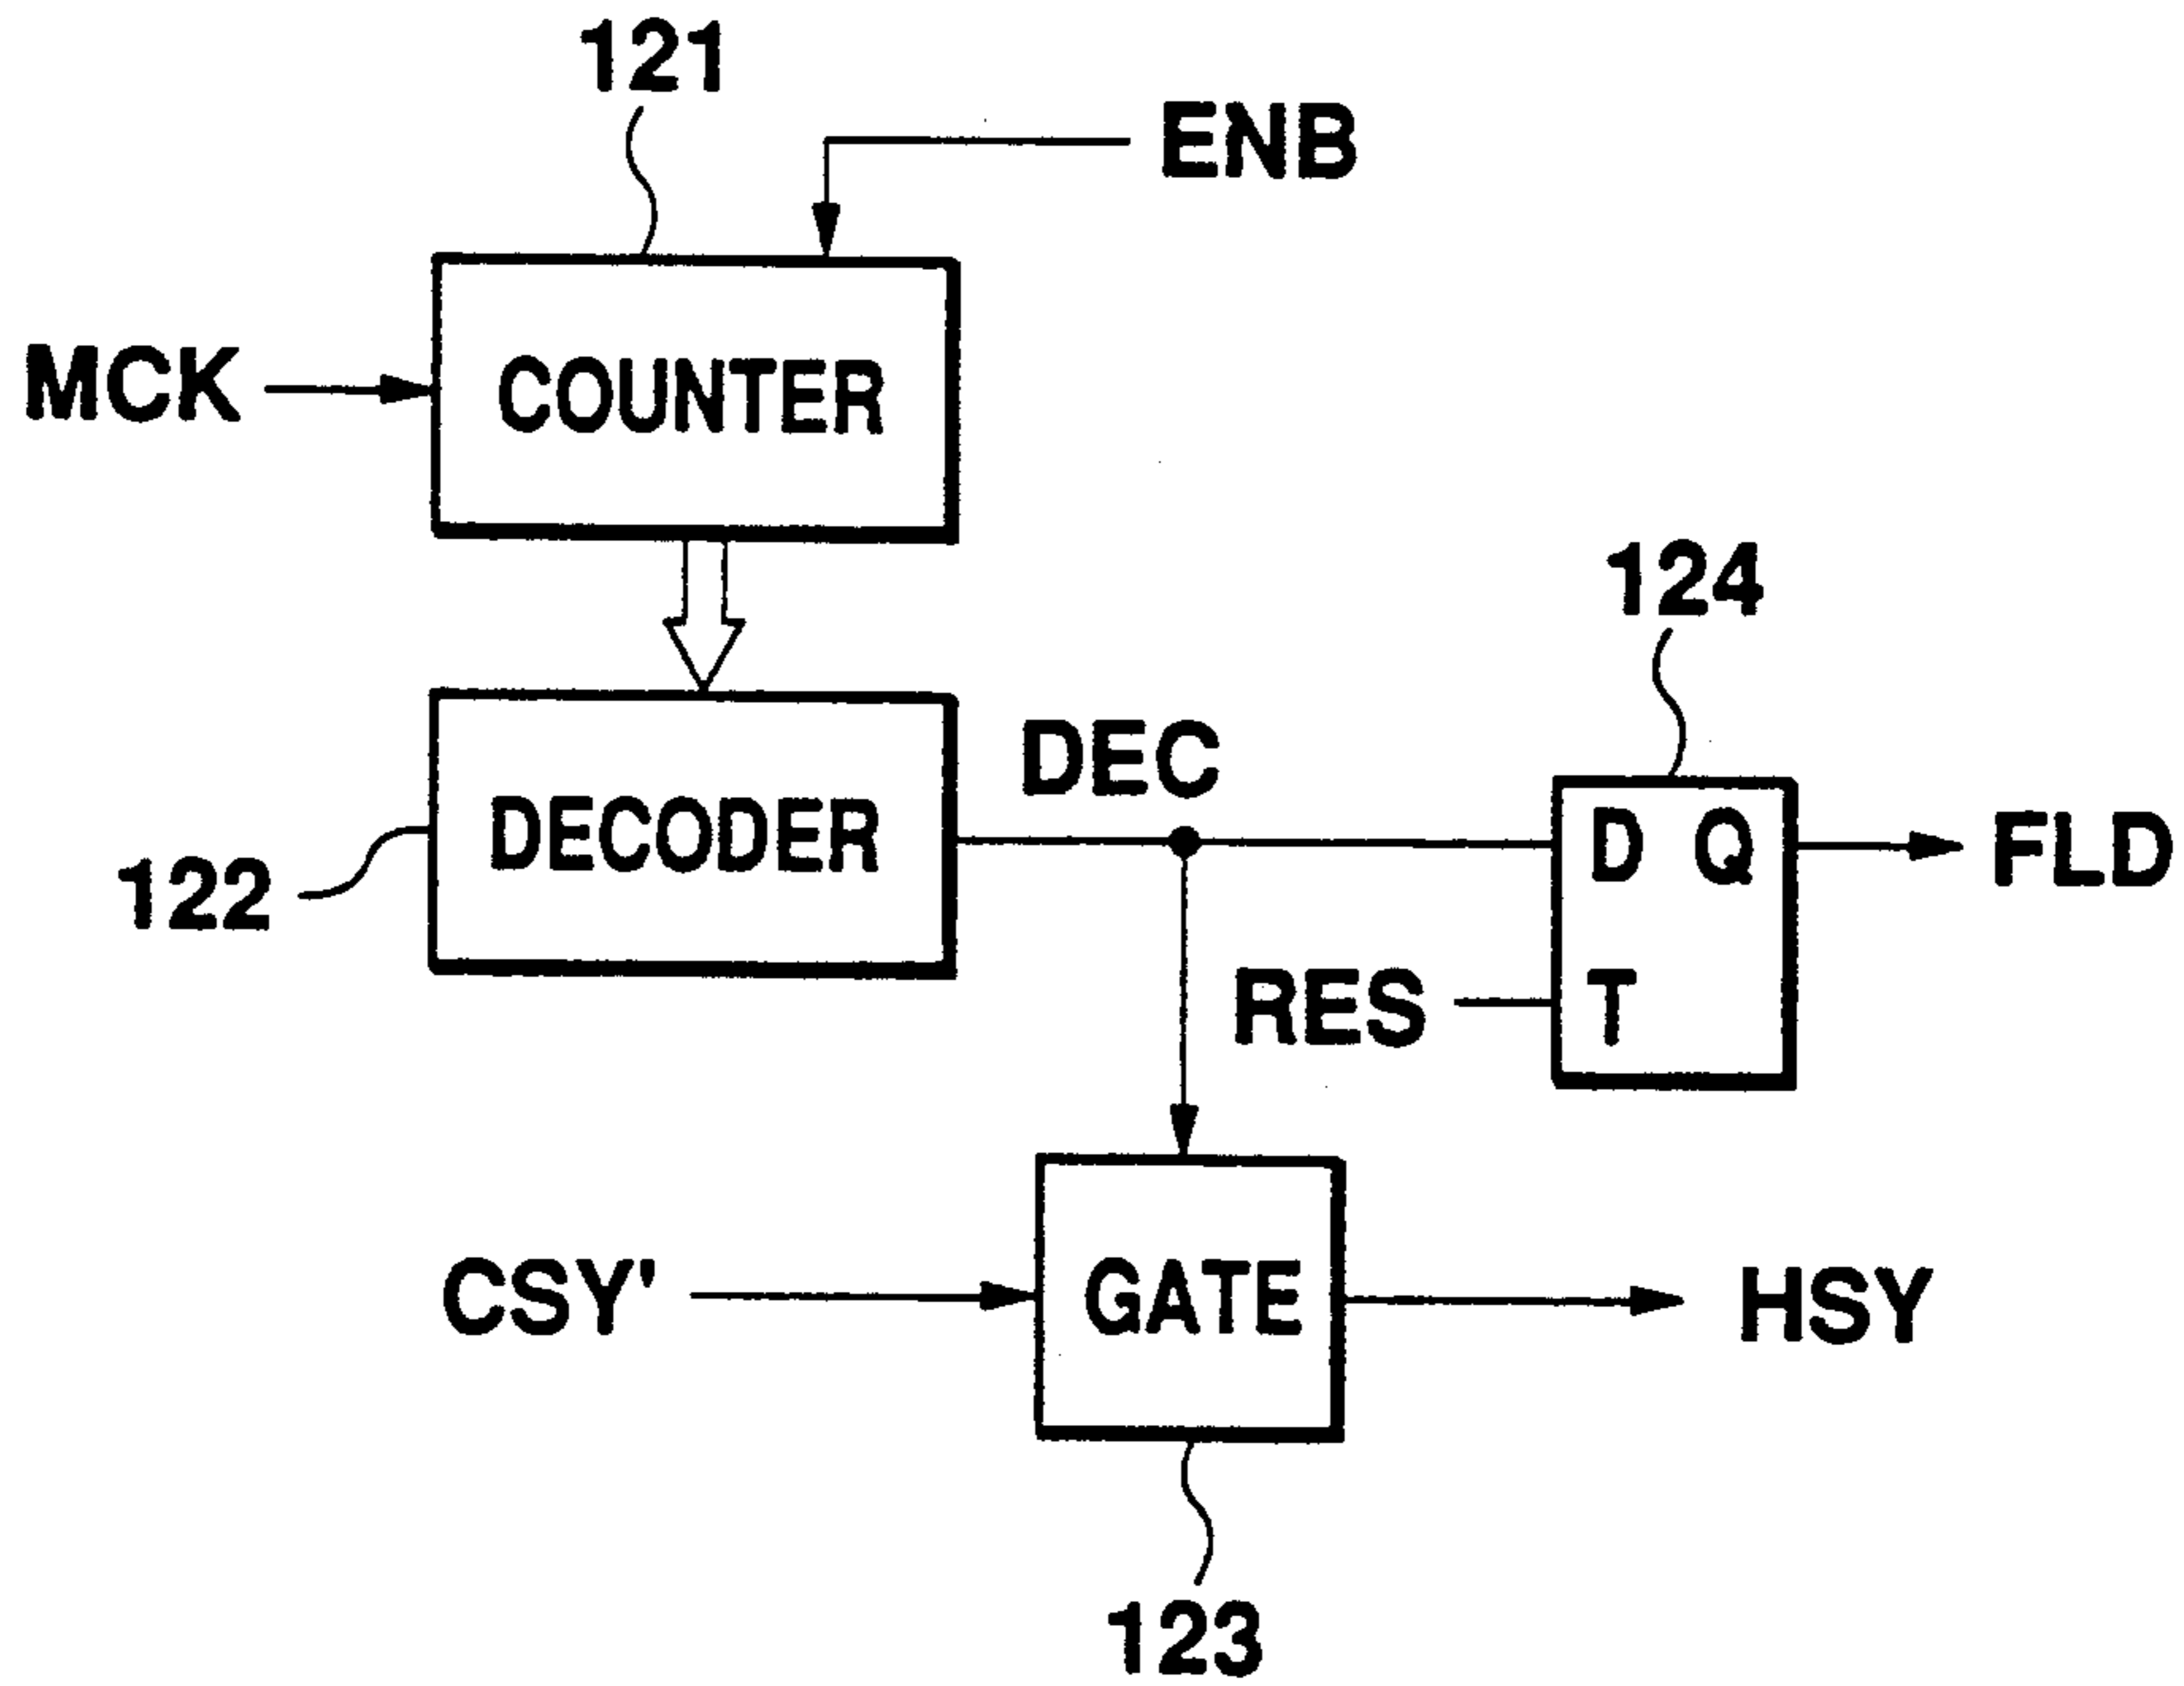 121
ENB
MCK
COUNTER
124
DEC
DECODER
D Q
FLD
122
RES
T
CSY'
GATE
HSY
123